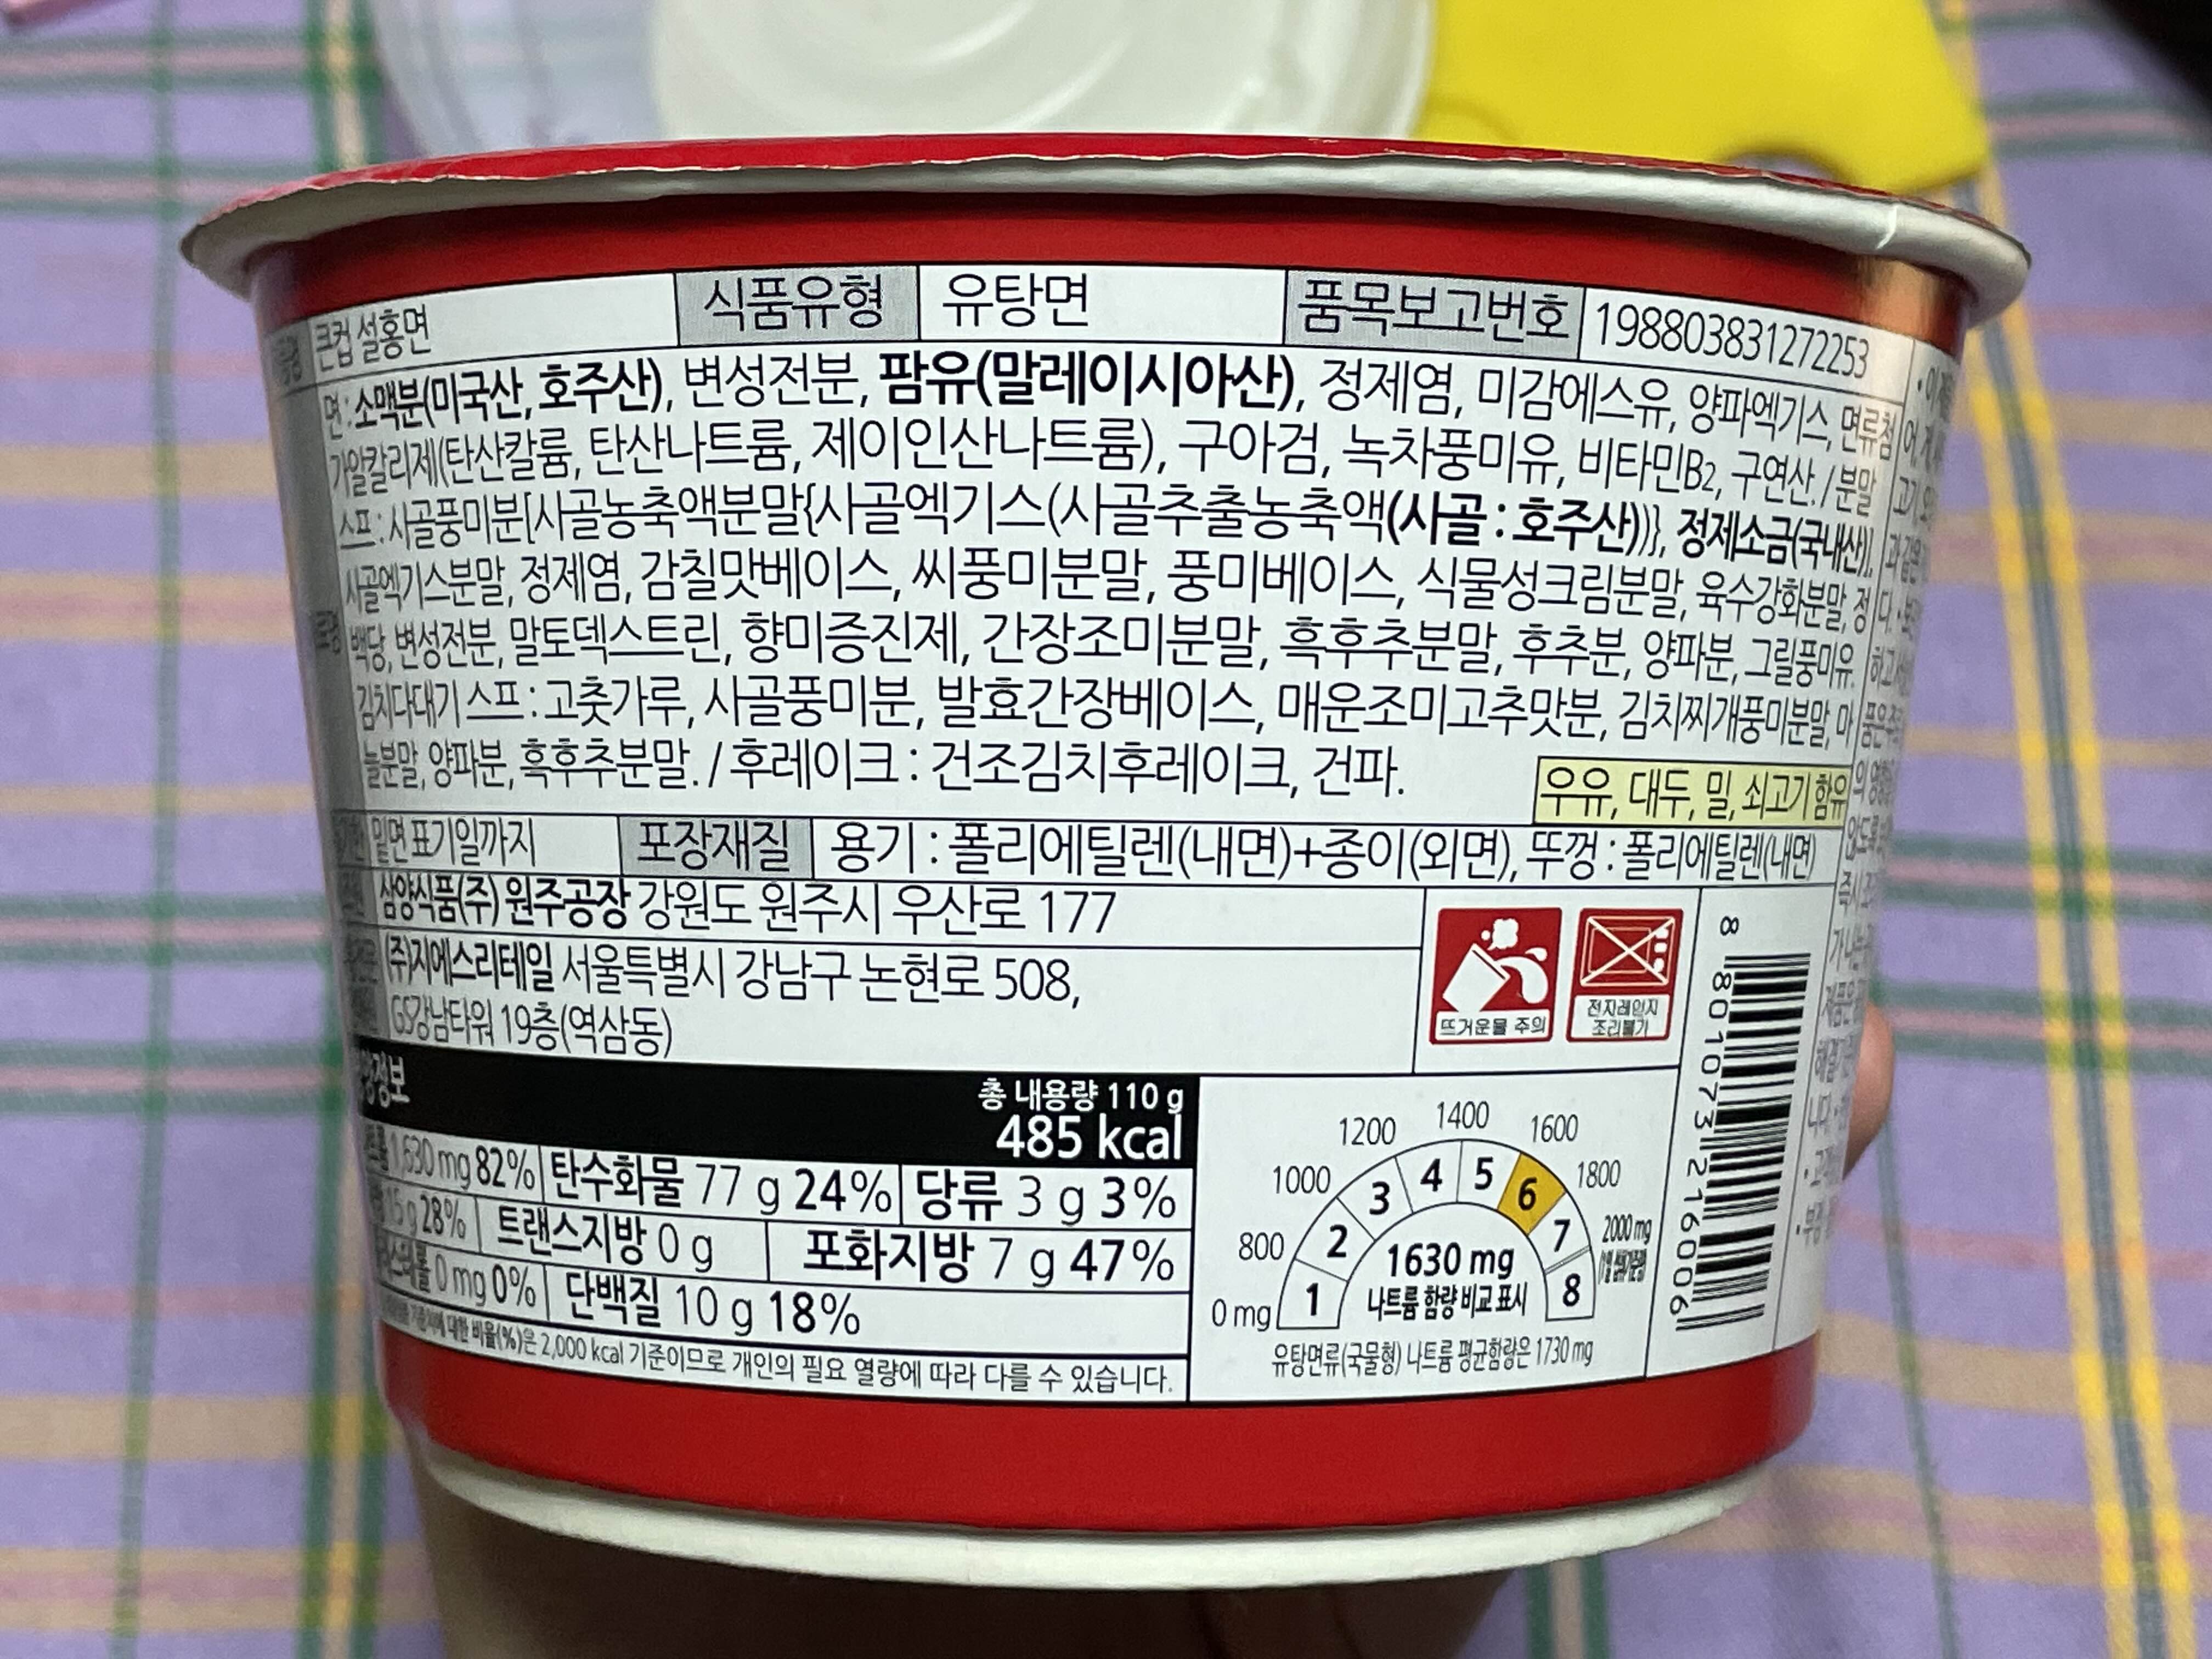 큰컵 설홍면 식품유형 유탕면 품목보고번호 198803831272253
면 : 소맥분(미국산, 호주산), 변성전분, 팜유(말레이시아산), 정제염, 미감에스유, 양파엑기스, 면류첨
가알칼리제(탄산칼륨, 탄산나트륨, 제이인산나트륨), 구아검, 녹차풍미유, 비타민B2, 구연산. / 분말
스프 : 사골풍미분[사골농축액분말{사골엑기스(사골추출농축액(사골 : 호주산))}, 정제소금(국내산)],
사골엑기스분말, 정제염, 감칠맛베이스, 씨풍미분말, 풍미베이스, 식물성크림분말, 육수강화분말, 정
백당, 변성전분, 말토덱스트린, 향미증진제, 간장조미분말, 흑후추분말, 후추분, 양파분, 그릴풍미유.
김치다대기 스프 : 고춧가루, 사골풍미분, 발효간장베이스, 매운조미고추맛분, 김치찌개풍미분말, 마
늘분말, 양파분, 흑후추분말. / 후레이크 : 건조김치후레이크, 건파.
우유, 대두, 밀, 쇠고기 함유
밑면 표기일까지 포장재질 용기 : 폴리에틸렌(내면)+종이(외면), 뚜껑 : 폴리에틸렌(내면)
삼양식품(주) 원주공장 강원도 원주시 우산로 177
(주)지에스리테일 서울특별시 강남구 논현로 508,
GS강남타워 19층(역삼동)
뜨거운물 주의
전자레인지
조리불가
8 801073 216006
총 내용량 110 g
485 kcal
1,630 mg 82% 탄수화물 77 g 24% 당류 3 g 3%
15 g 28% 트랜스지방 0 g 포화지방 7 g 47%
0 mg 0% 단백질 10 g 18%
대한 비율(%)은 2,000 kcal 기준이므로 개인의 필요 열량에 따라 다를 수 있습니다.
0 mg 800 1000 1200 1400 1600 1800 2000 mg
1 2 3 4 5 6 7 8
1630 mg
나트륨 함량 비교 표시
유탕면류(국물형) 나트륨 평균함량은 1730 mg